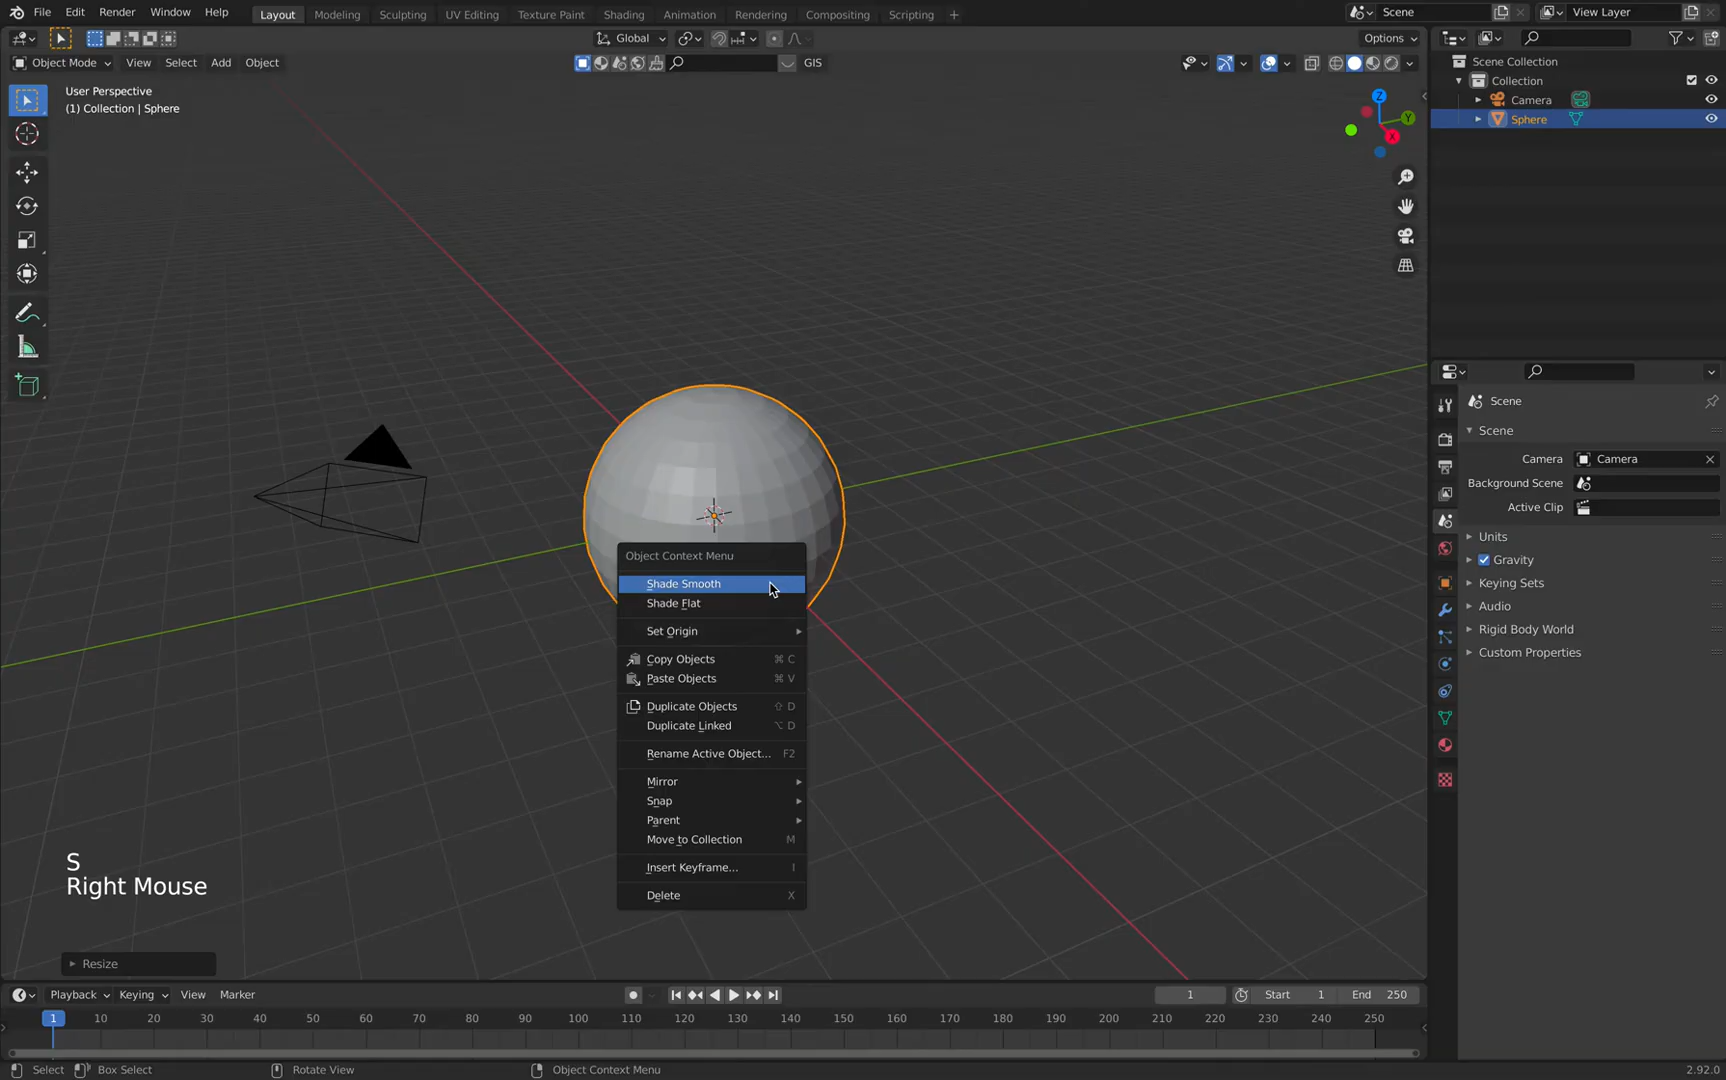 File Edit Render Window Help
Layout Modeling Sculpting UV Editing Texture Paint Shading Animation Rendering Compositing Scripting +
Scene
View Layer
Global
Options
Object Mode View Select Add Object
GIS
User Perspective
(1) Collection | Sphere
Z
Y
X
Scene Collection
Collection
Camera
Sphere
Scene
Scene
Camera Camera
Background Scene
Active Clip
Units
Gravity
Keying Sets
Audio
Rigid Body World
Custom Properties
Object Context Menu
Shade Smooth
Shade Flat
Set Origin
Copy Objects ⌘ C
Paste Objects ⌘ V
Duplicate Objects ⇧ D
Duplicate Linked ⌥ D
Rename Active Object... F2
Mirror
Snap
Parent
Move to Collection M
Insert Keyframe... I
Delete X
S
Right Mouse
Resize
Playback Keying View Marker
1 Start 1 End 250
1 10 20 30 40 50 60 70 80 90 100 110 120 130 140 150 160 170 180 190 200 210 220 230 240 250
Select Box Select Rotate View Object Context Menu 2.92.0